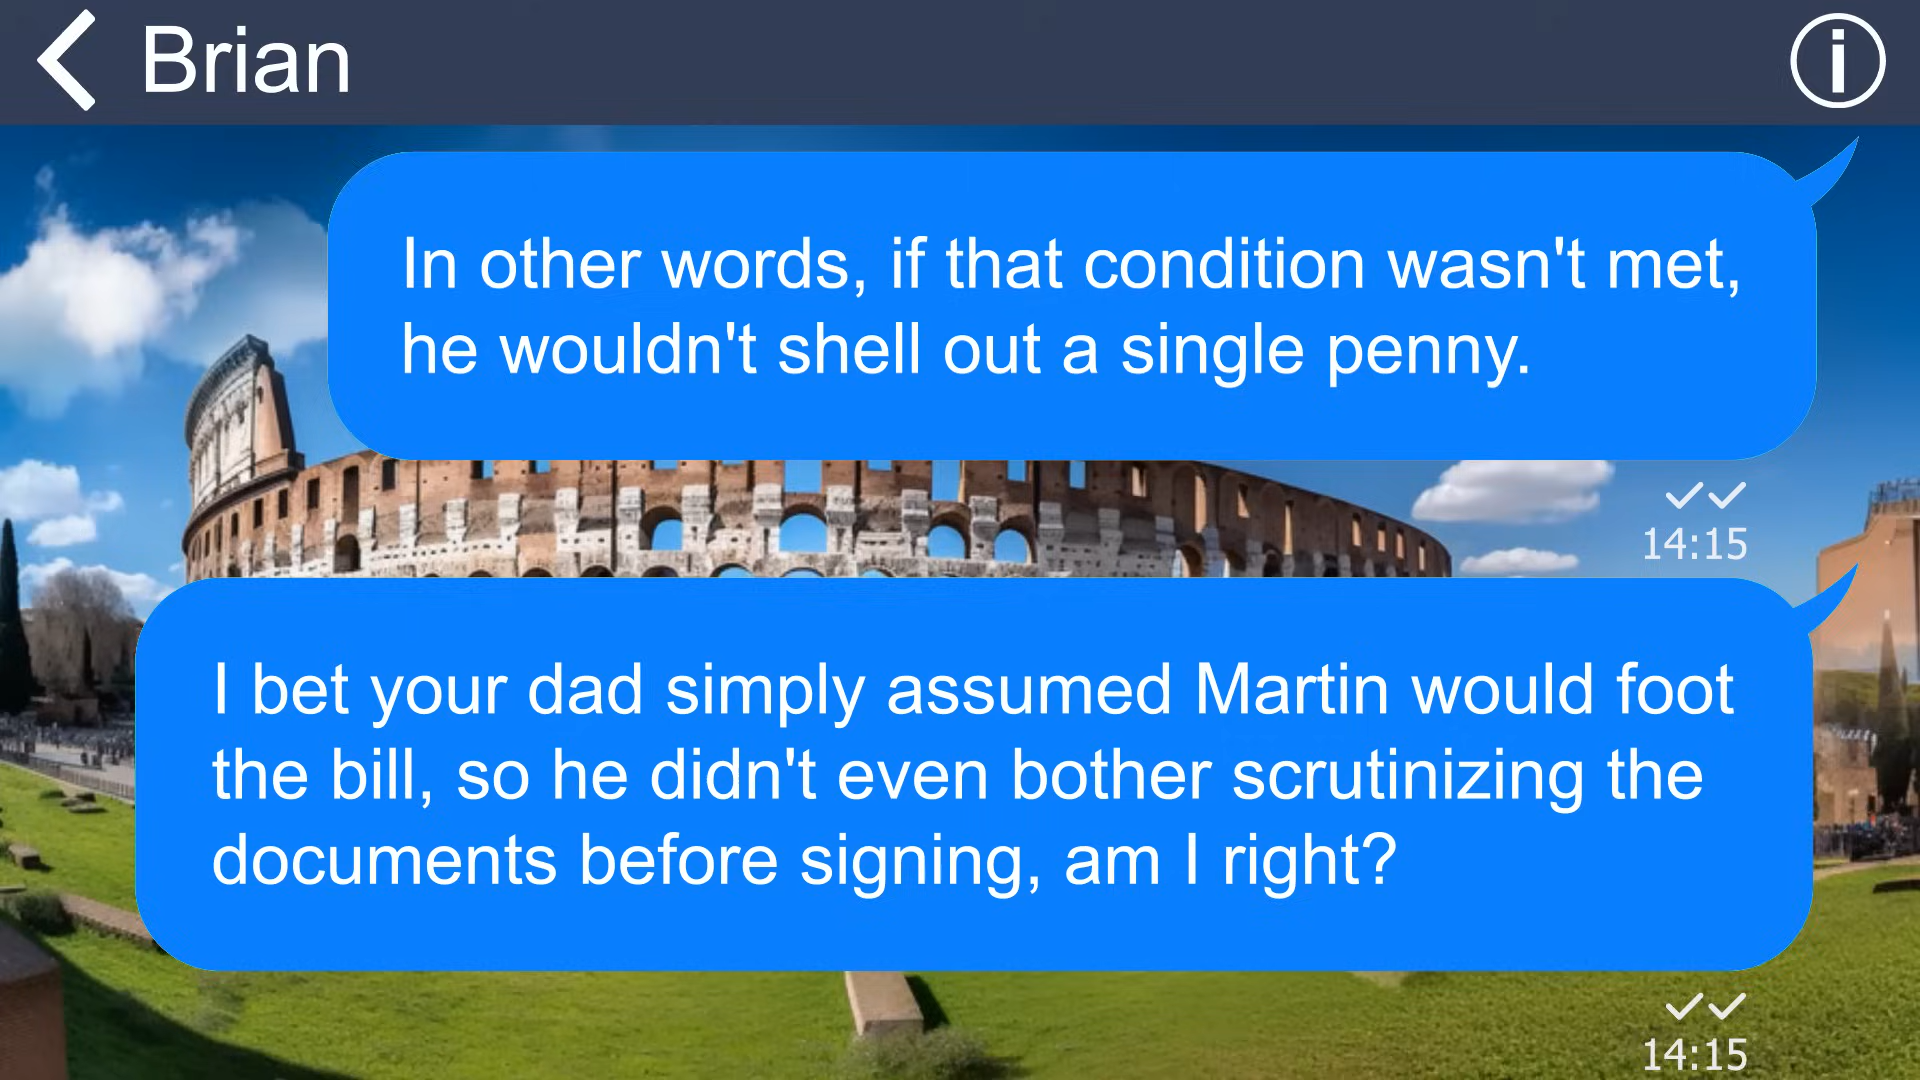 Brian
In other words, if that condition wasn't met,
he wouldn't shell out a single penny.
14:15
I bet your dad simply assumed Martin would foot
the bill, so he didn't even bother scrutinizing the
documents before signing, am I right?
14:15